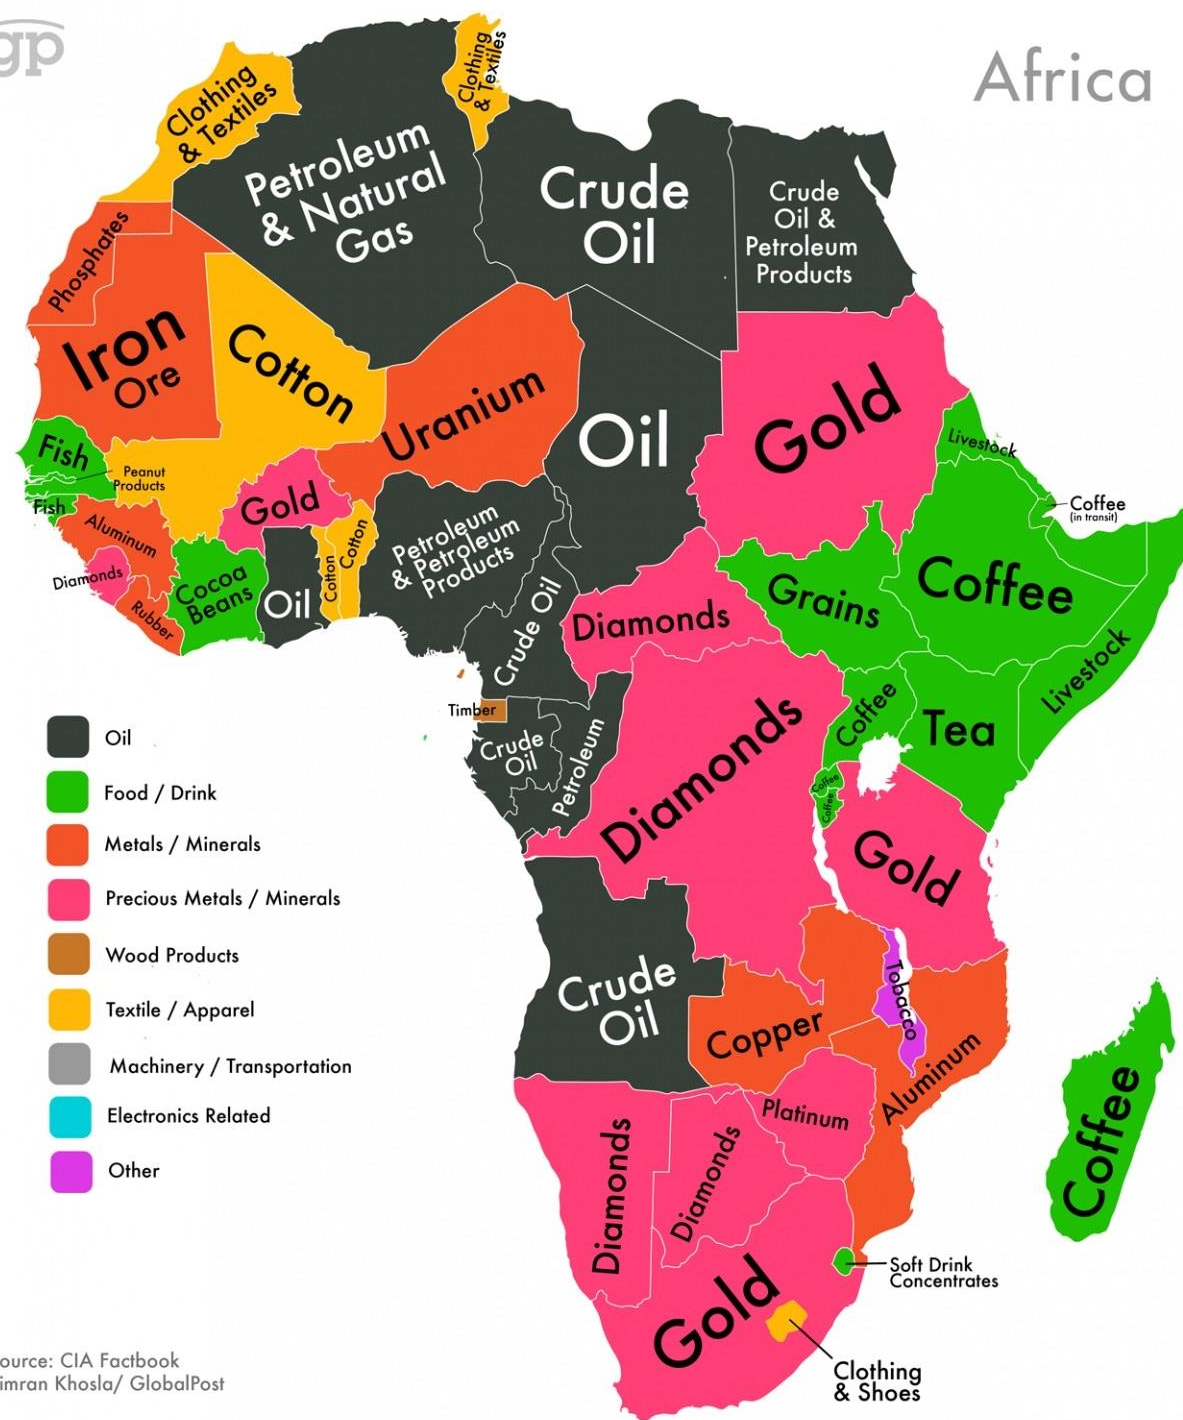 gp
Africa
Clothing
& Textiles
Clothing
& Textiles
Petroleum
& Natural
Gas
Crude
Oil
Crude
Oil &
Petroleum
Products
Phosphates
Iron
Ore
Cotton
Uranium
Oil
Gold
Fish
Peanut
Products
Fish
Gold
Livestock
Coffee
(in transit)
Aluminum
Diamonds
Rubber
Cocoa
Beans
Oil
Cotton
Cotton
Petroleum
& Petroleum
Products
Crude Oil
Diamonds
Grains
Coffee
Livestock
Timber
Crude
Oil
Petroleum
Diamonds
Coffee
Tea
Coffee
Coffee
Gold
Oil
Food / Drink
Metals / Minerals
Precious Metals / Minerals
Wood Products
Textile / Apparel
Machinery / Transportation
Electronics Related
Other
Crude
Oil
Copper
Tobacco
Aluminum
Platinum
Diamonds
Diamonds
Coffee
Gold
Soft Drink
Concentrates
Clothing
& Shoes
ource: CIA Factbook
imran Khosla/ GlobalPost